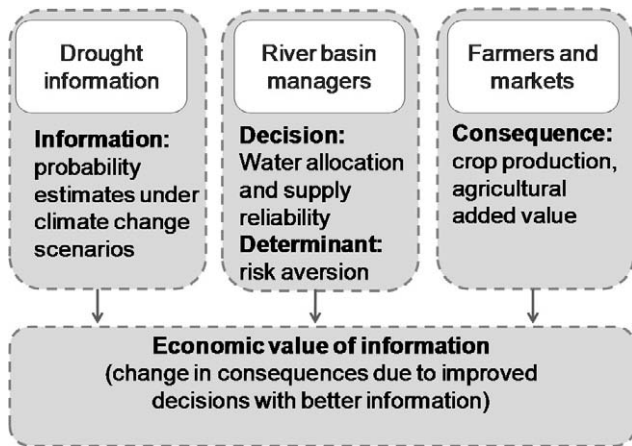 Drought
information
Information:
probability
estimates under
climate change
scenarios
River basin
managers
Decision:
Water allocation
and supply
reliability
Determinant:
risk aversion
Farmers and
markets
Consequence:
crop production,
agricultural
added value
Economic value of information
(change in consequences due to improved
decisions with better information)